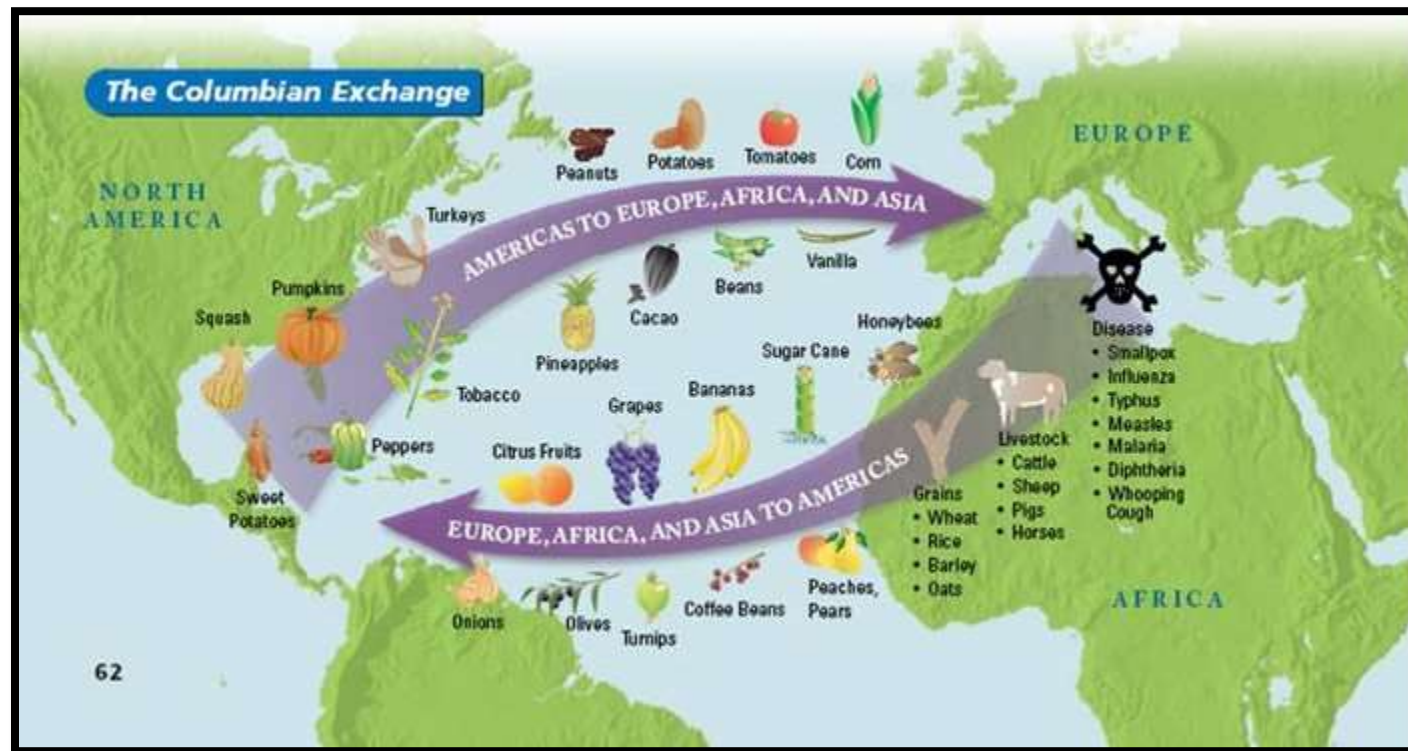 The Columbian Exchange
NORTH
AMERICA
EUROPE
AFRICA
Peanuts
Potatoes
Tomatoes
Corn
AMERICAS TO EUROPE, AFRICA, AND ASIA
Turkeys
Pumpkins
Squash
Tobacco
Peppers
Sweet
Potatoes
Pineapples
Cacao
Beans
Vanilla
Honeybees
Sugar Cane
Bananas
Grapes
Citrus Fruits
EUROPE, AFRICA, AND ASIA TO AMERICAS
Onions
Olives
Turnips
Coffee Beans
Peaches,
Pears
Grains
• Wheat
• Rice
• Barley
• Oats
Livestock
• Cattle
• Sheep
• Pigs
• Horses
Disease
• Smallpox
• Influenza
• Typhus
• Measles
• Malaria
• Diphtheria
• Whooping
Cough
62